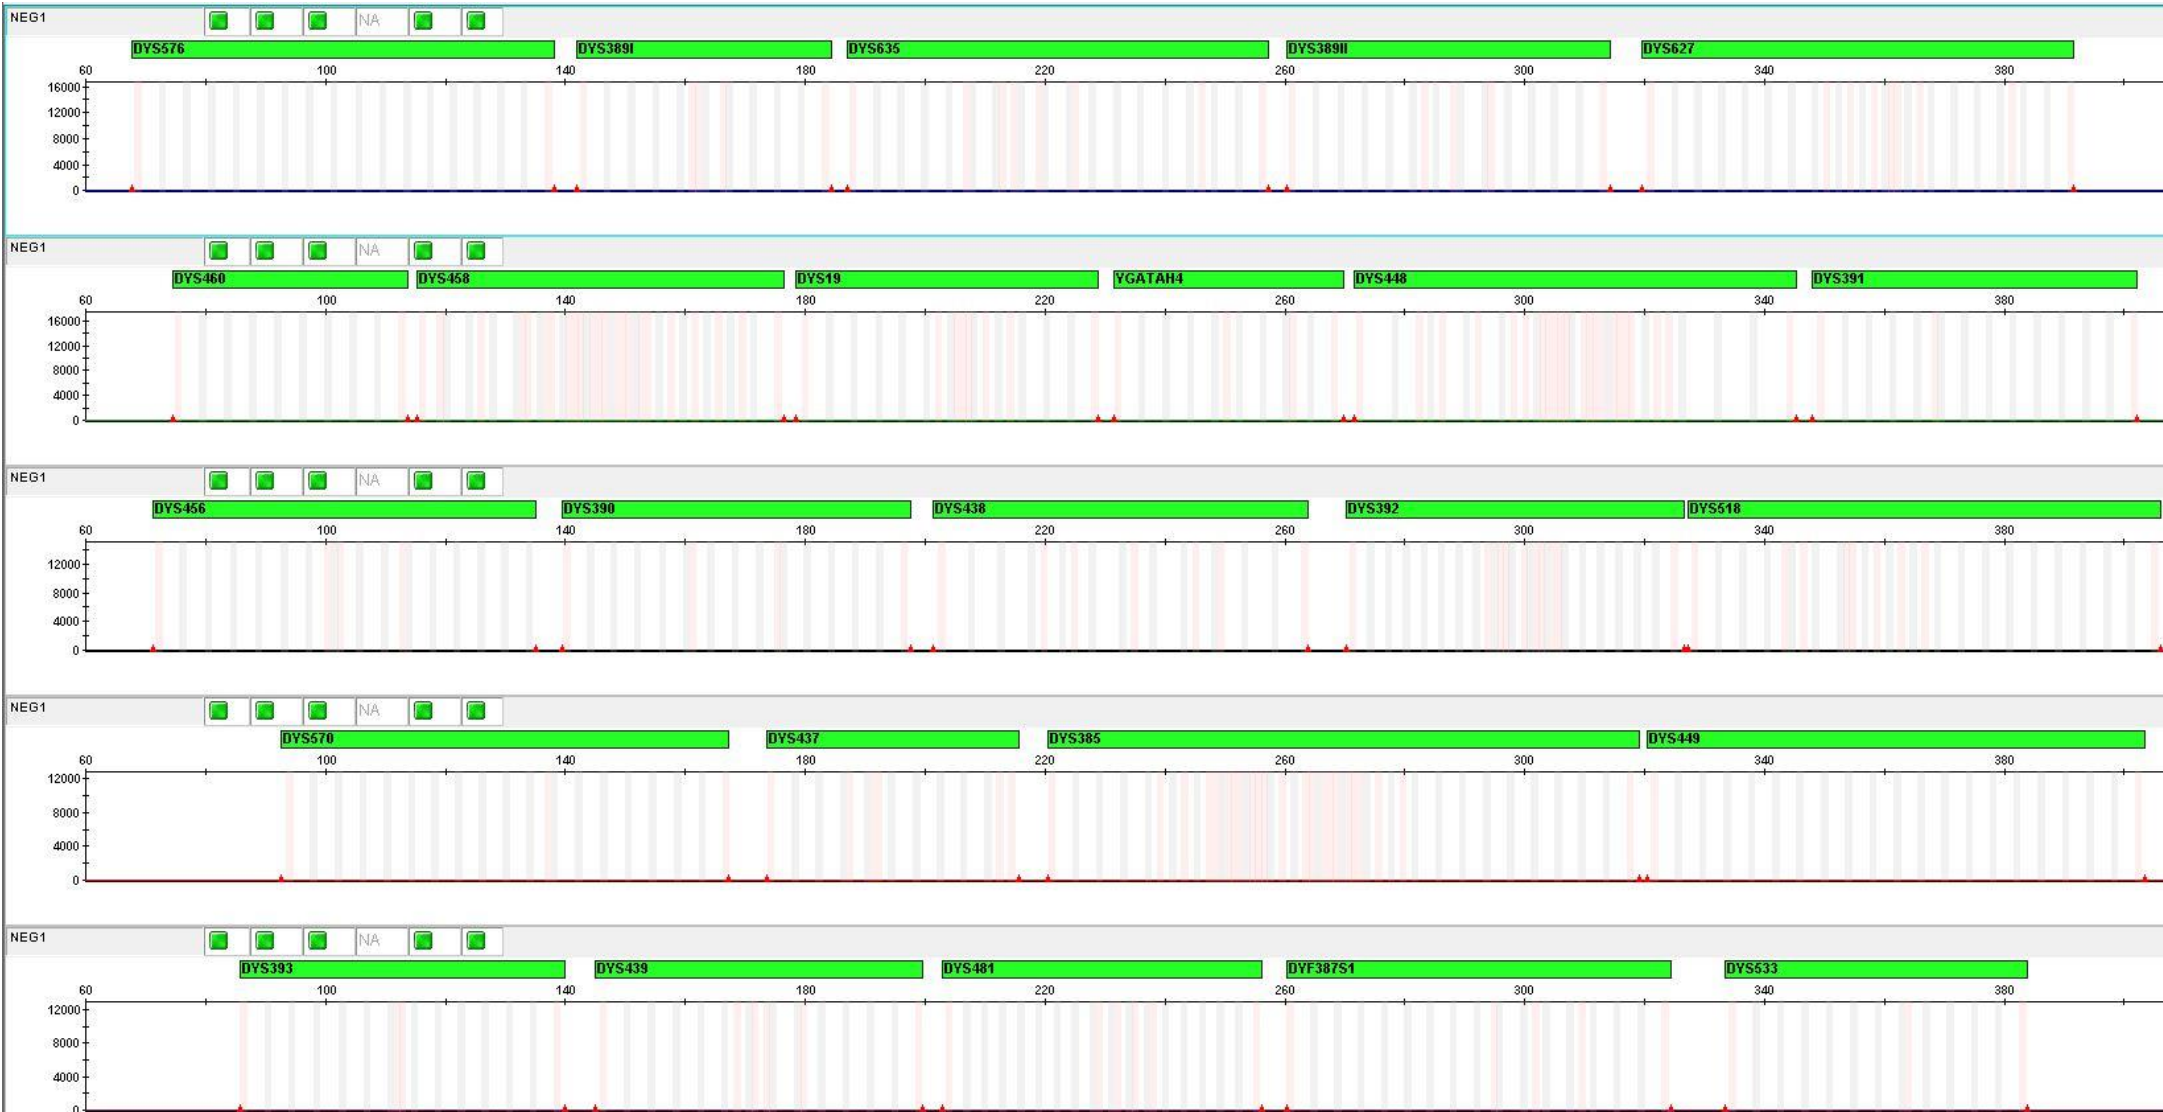 NEG1 NA
DYS576 DYS389I DYS635 DYS389II DYS627
60 100 140 180 220 260 300 340 380
16000
12000
8000
4000
0
NEG1 NA
DYS460 DYS458 DYS19 YGATAH4 DYS448 DYS391
60 100 140 180 220 260 300 340 380
16000
12000
8000
4000
0
NEG1 NA
DYS456 DYS390 DYS438 DYS392 DYS518
60 100 140 180 220 260 300 340 380
12000
8000
4000
0
NEG1 NA
DYS570 DYS437 DYS385 DYS449
60 100 140 180 220 260 300 340 380
12000
8000
4000
0
NEG1 NA
DYS393 DYS439 DYS481 DYF387S1 DYS533
60 100 140 180 220 260 300 340 380
12000
8000
4000
0